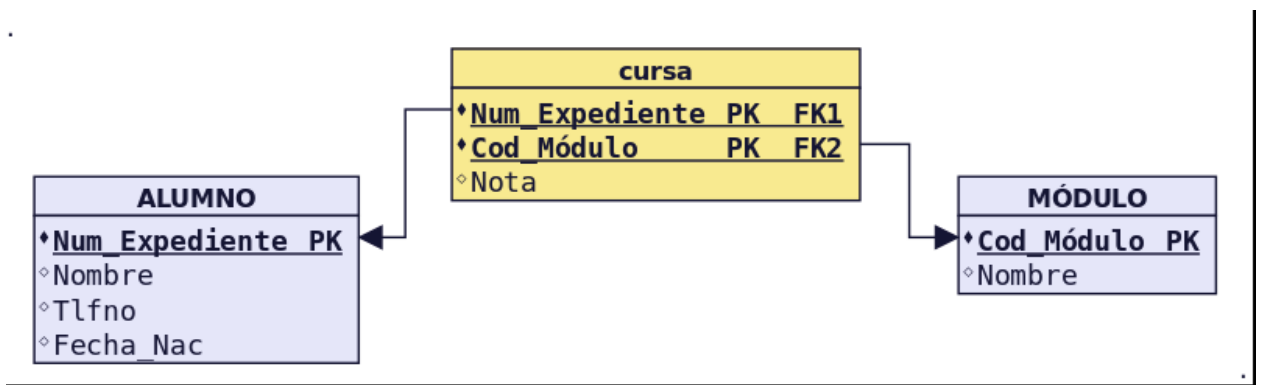 cursa
Num_Expediente PK FK1
Cod_Módulo PK FK2
Nota
ALUMNO
Num_Expediente PK
Nombre
Tlfno
Fecha_Nac
MÓDULO
Cod_Módulo PK
Nombre